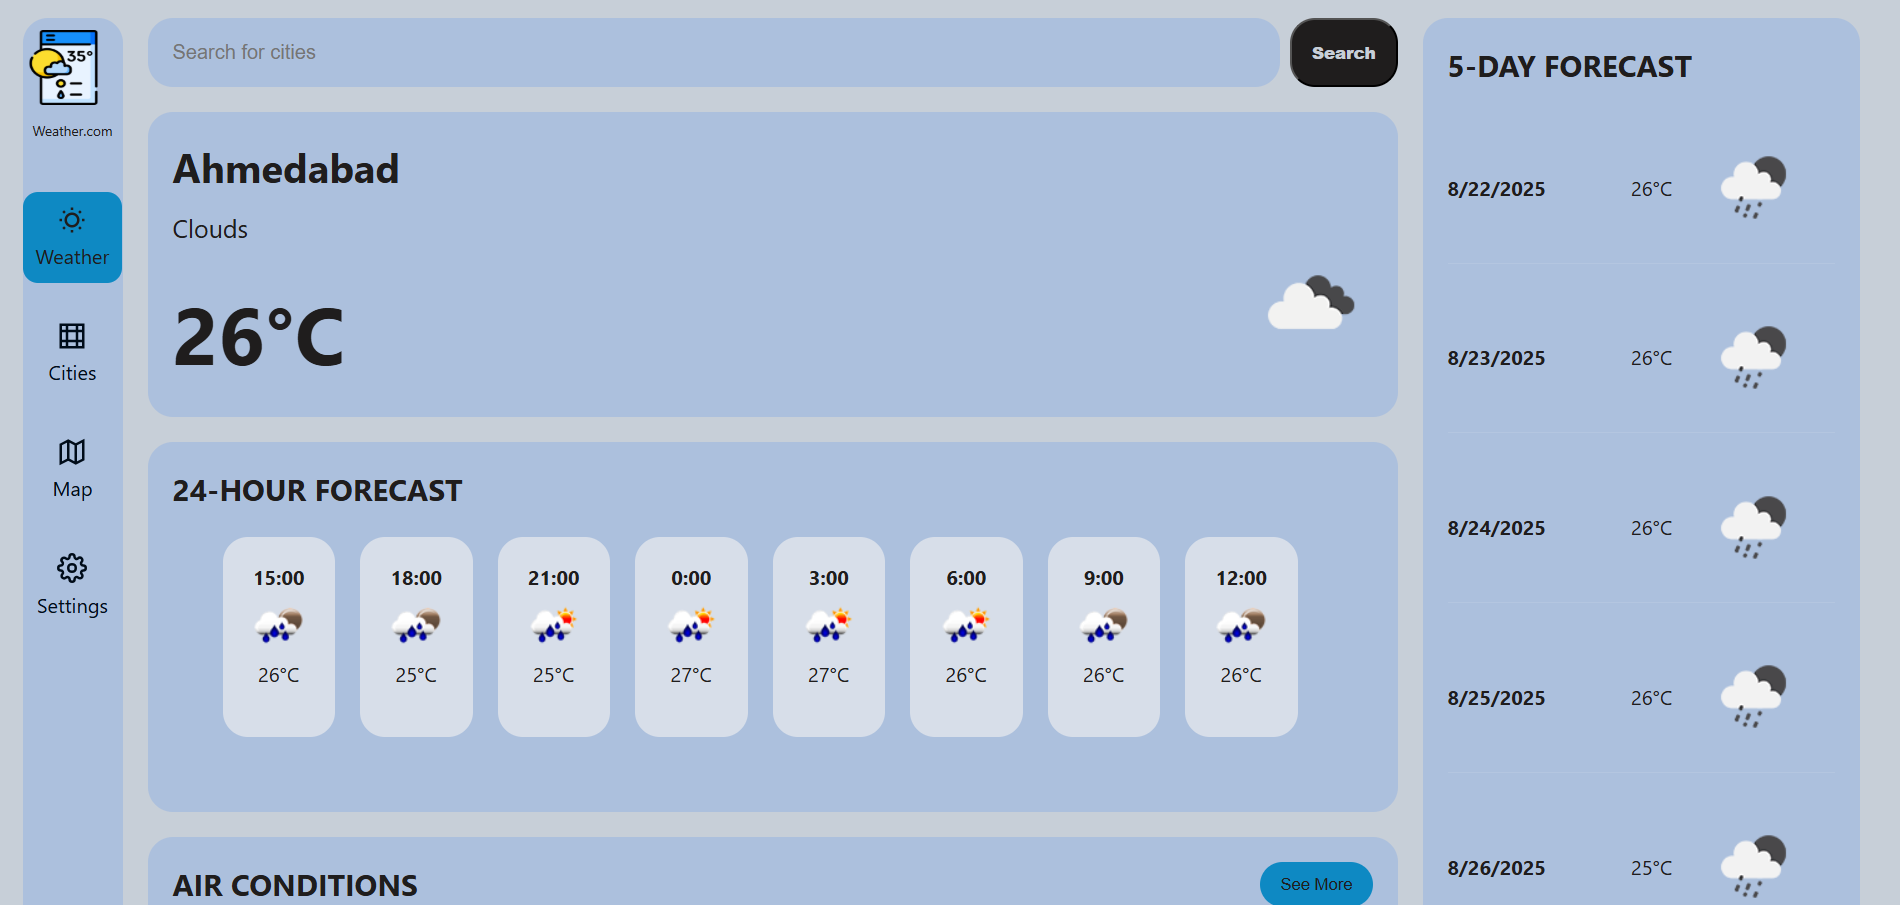 35°
Weather.com
Weather
Cities
Map
Settings
Search for cities
Search
Ahmedabad
Clouds
26°C
24-HOUR FORECAST
15:00 18:00 21:00 0:00 3:00 6:00 9:00 12:00
26°C 25°C 25°C 27°C 27°C 26°C 26°C 26°C
AIR CONDITIONS
See More
5-DAY FORECAST
8/22/2025 26°C
8/23/2025 26°C
8/24/2025 26°C
8/25/2025 26°C
8/26/2025 25°C